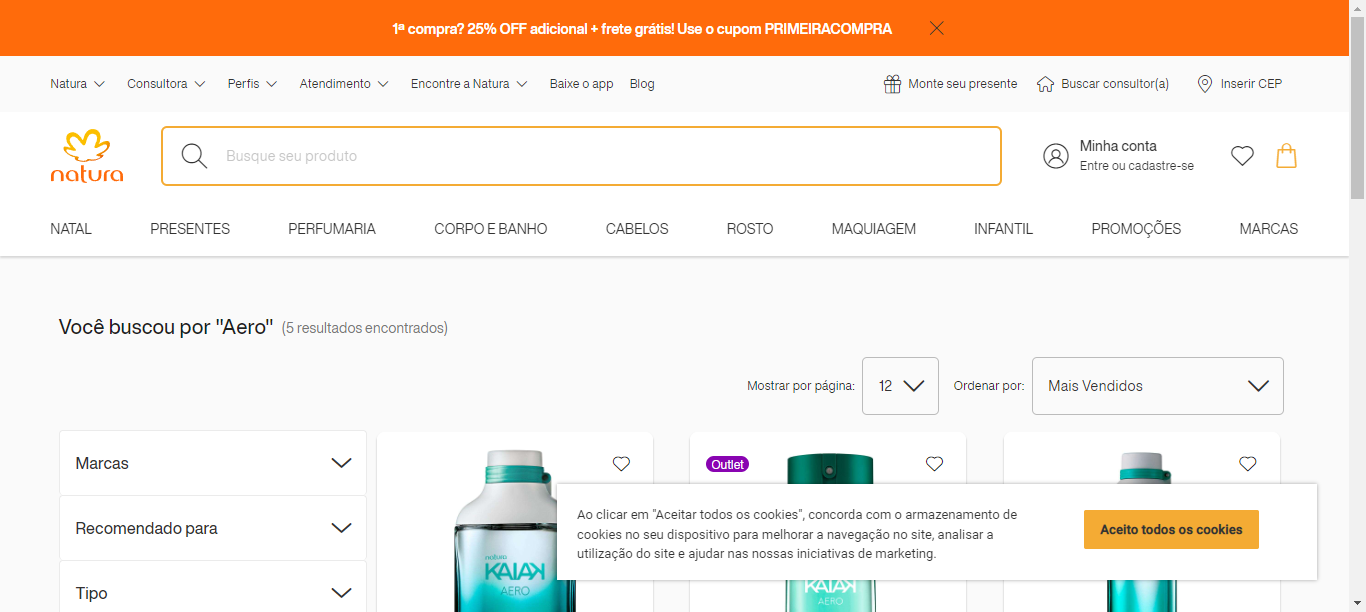 1ª compra? 25% OFF adicional + frete grátis! Use o cupom PRIMEIRACOMPRA
Natura Consultora Perfis Atendimento Encontre a Natura Baixe o app Blog Monte seu presente Buscar consultor(a) Inserir CEP
natura
Busque seu produto
Minha conta
Entre ou cadastre-se
NATAL PRESENTES PERFUMARIA CORPO E BANHO CABELOS ROSTO MAQUIAGEM INFANTIL PROMOÇÕES MARCAS
Você buscou por "Aero" (5 resultados encontrados)
Mostrar por página: 12 Ordenar por: Mais Vendidos
Marcas
Recomendado para
Tipo
Outlet
natura
KAIAK
AERO
KAIAK
AERO
Ao clicar em "Aceitar todos os cookies", concorda com o armazenamento de
cookies no seu dispositivo para melhorar a navegação no site, analisar a
utilização do site e ajudar nas nossas iniciativas de marketing.
Aceito todos os cookies